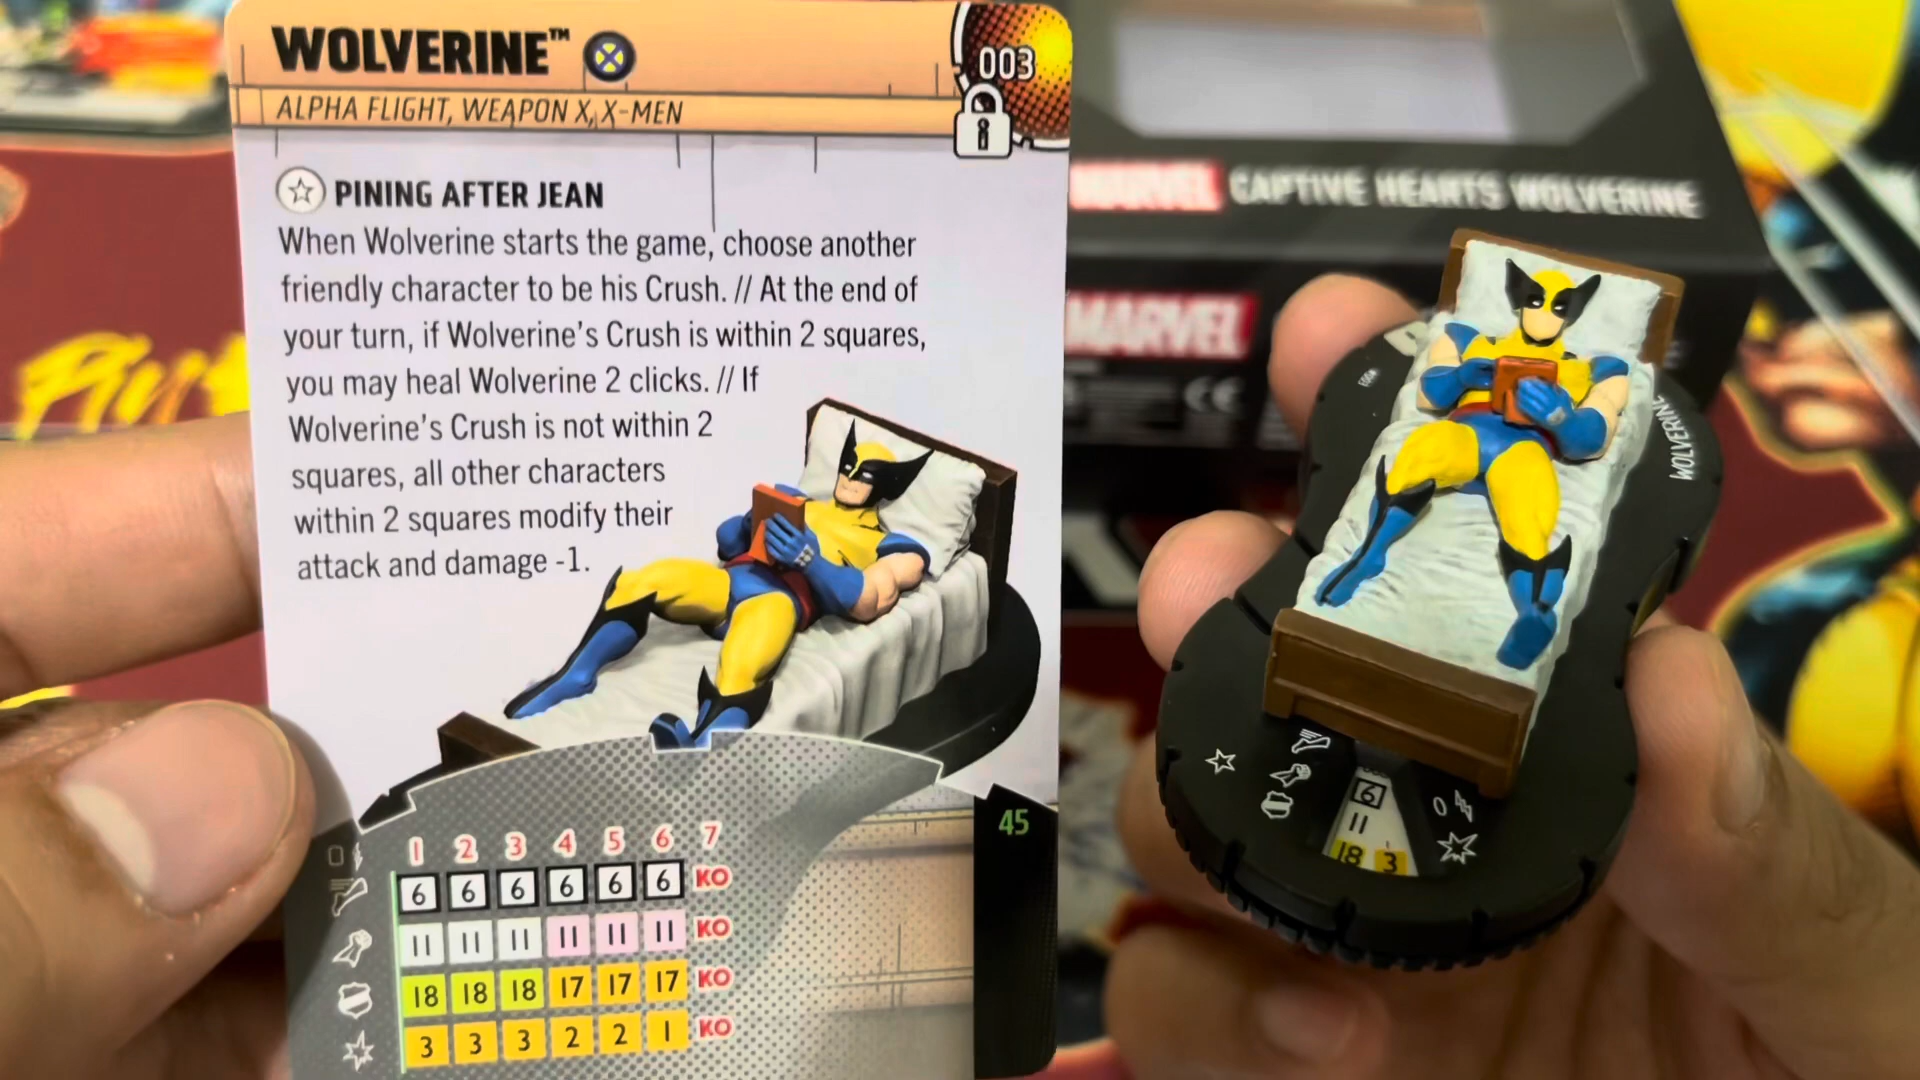 WOLVERINE™
003
ALPHA FLIGHT, WEAPON X, X-MEN
PINING AFTER JEAN
When Wolverine starts the game, choose another
friendly character to be his Crush. // At the end of
your turn, if Wolverine's Crush is within 2 squares,
you may heal Wolverine 2 clicks. // If
Wolverine's Crush is not within 2
squares, all other characters
within 2 squares modify their
attack and damage -1.
45
0
1 2 3 4 5 6 7
6 6 6 6 6 6 KO
11 11 11 11 11 11 KO
18 18 18 17 17 17 KO
3 3 3 2 2 1 KO
MARVEL CAPTIVE HEARTS WOLVERINE
MARVEL
CE
003
WOLVERINE
6
0
11
18 3